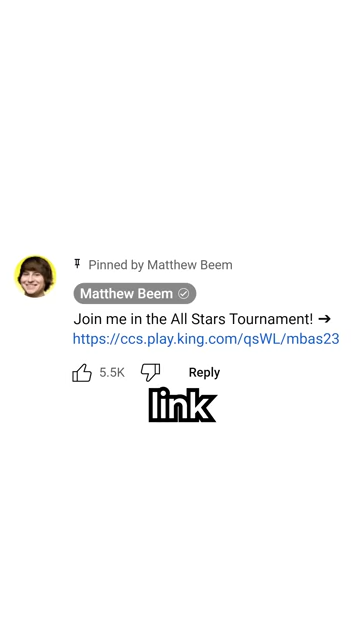 Pinned by Matthew Beem
Matthew Beem
Join me in the All Stars Tournament! ➔
https://ccs.play.king.com/qsWL/mbas23
5.5K Reply
link